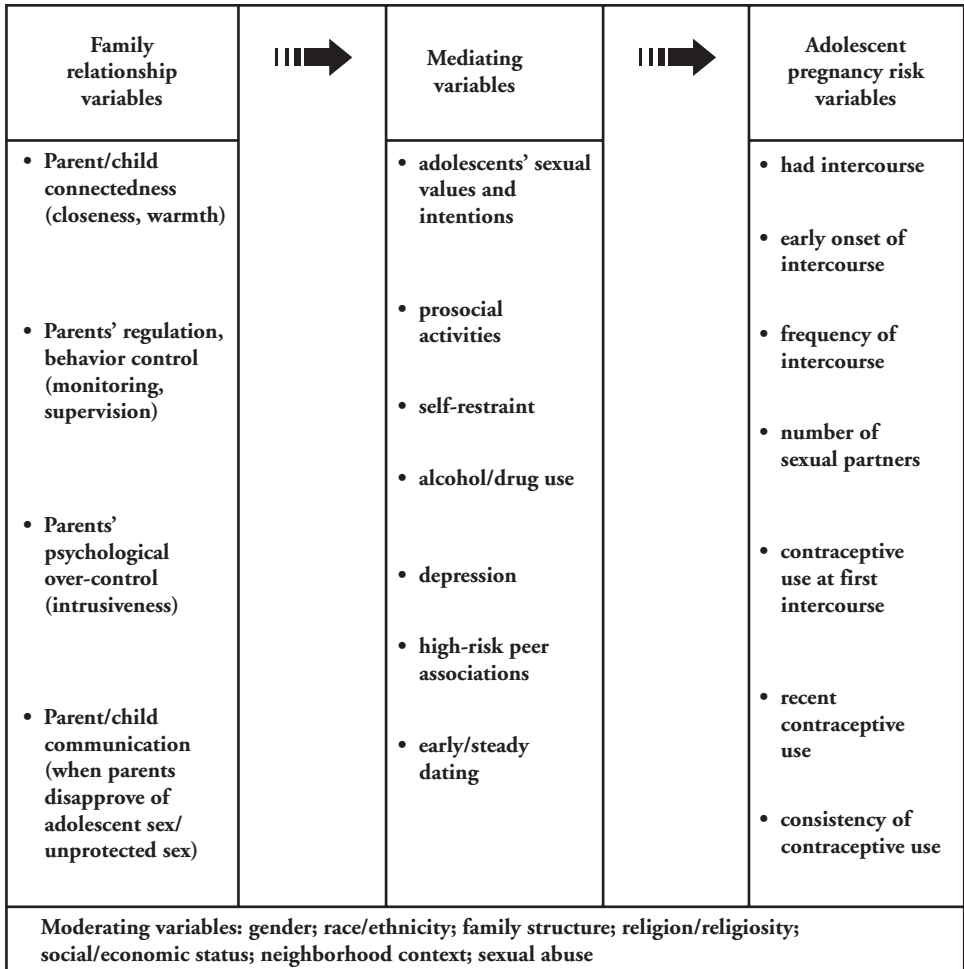 Family
relationship
variables
Mediating
variables
Adolescent
pregnancy risk
variables
• Parent/child
connectedness
(closeness, warmth)
• Parents’ regulation,
behavior control
(monitoring,
supervision)
• Parents’
psychological
over-control
(intrusiveness)
• Parent/child
communication
(when parents
disapprove of
adolescent sex/
unprotected sex)
• adolescents’ sexual
values and
intentions
• prosocial
activities
• self-restraint
• alcohol/drug use
• depression
• high-risk peer
associations
• early/steady
dating
• had intercourse
• early onset of
intercourse
• frequency of
intercourse
• number of
sexual partners
• contraceptive
use at first
intercourse
• recent
contraceptive
use
• consistency of
contraceptive use
Moderating variables: gender; race/ethnicity; family structure; religion/religiosity;
social/economic status; neighborhood context; sexual abuse